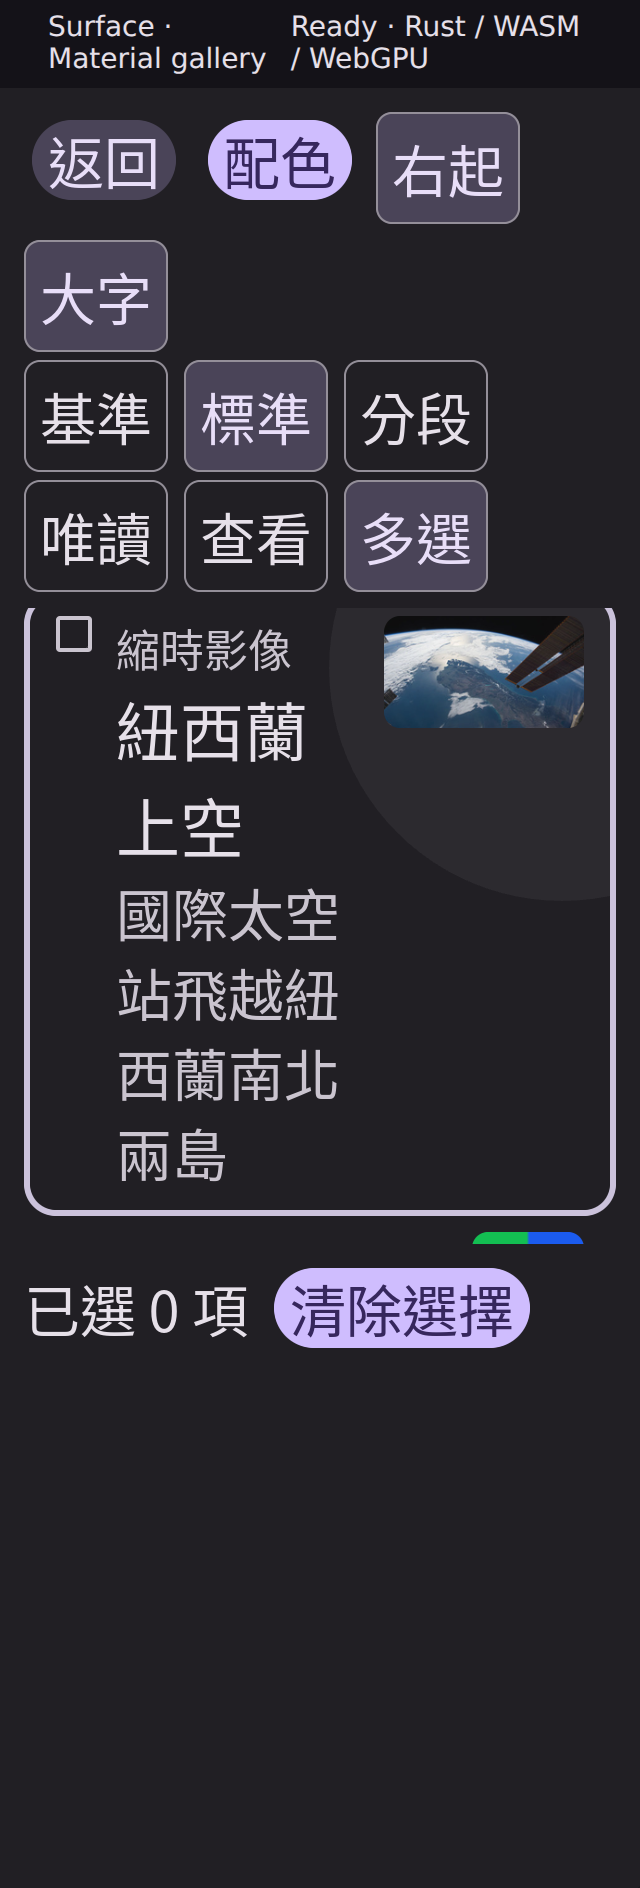 Surface ·
Material gallery
Ready · Rust / WASM
/ WebGPU
返回
配色
右起
大字
基準
標準
分段
唯讀
查看
多選
縮時影像
紐西蘭
上空
國際太空
站飛越紐
西蘭南北
兩島
已選 0 項
清除選擇